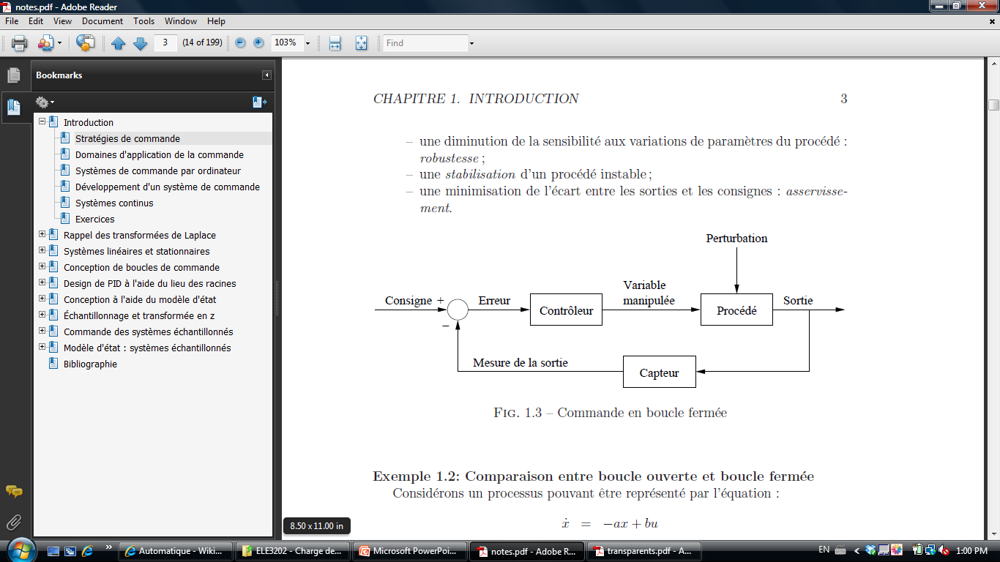 notes.pdf - Adobe Reader
File Edit View Document Tools Window Help
3 (14 of 199) 103% Find
Bookmarks
Introduction
Stratégies de commande
Domaines d'application de la commande
Systèmes de commande par ordinateur
Développement d'un système de commande
Systèmes continus
Exercices
Rappel des transformées de Laplace
Systèmes linéaires et stationnaires
Conception de boucles de commande
Design de PID à l'aide du lieu des racines
Conception à l'aide du modèle d'état
Échantillonnage et transformée en z
Commande des systèmes échantillonnés
Modèle d'état : systèmes échantillonnés
Bibliographie
CHAPITRE 1. INTRODUCTION 3
– une diminution de la sensibilité aux variations de paramètres du procédé :
robustesse ;
– une stabilisation d'un procédé instable ;
– une minimisation de l'écart entre les sorties et les consignes : asservisse-
ment.
Perturbation
Consigne + Erreur
Contrôleur
Variable
manipulée
Procédé
Sortie
–
Mesure de la sortie
Capteur
FIG. 1.3 – Commande en boucle fermée
Exemple 1.2: Comparaison entre boucle ouverte et boucle fermée
Considérons un processus pouvant être représenté par l'équation :
ẋ = −ax + bu
8.50 x 11.00 in
» Automatique - Wiki... ELE3202 - Charge de... Microsoft PowerPoi... notes.pdf - Adobe R... transparents.pdf - A... EN < 1:00 PM